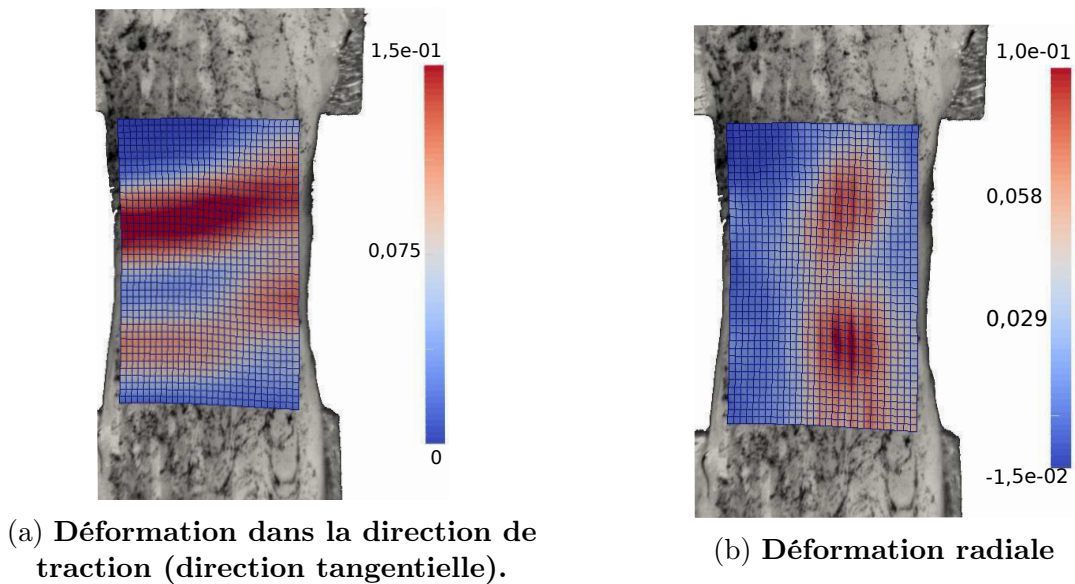 1,5e-01
0,075
0
(a) Déformation dans la direction de
traction (direction tangentielle).
1,0e-01
0,058
0,029
-1,5e-02
(b) Déformation radiale